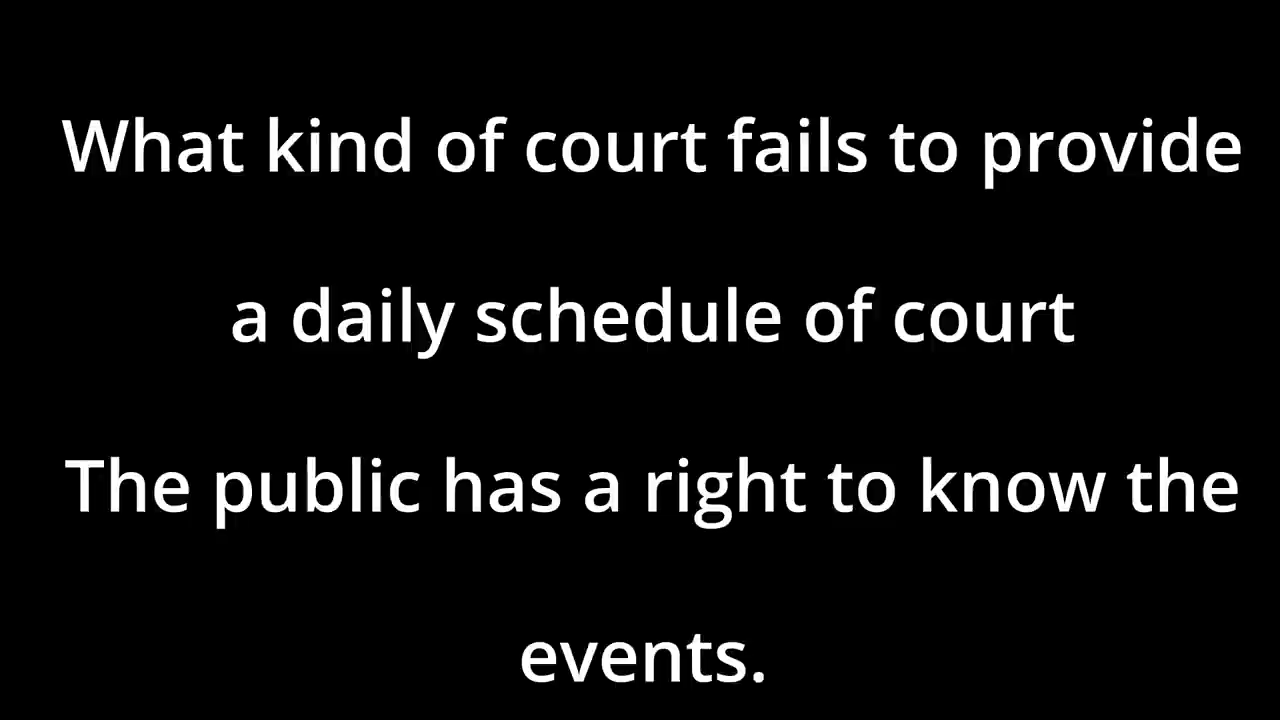 What kind of court fails to provide
a daily schedule of court
The public has a right to know the
events.